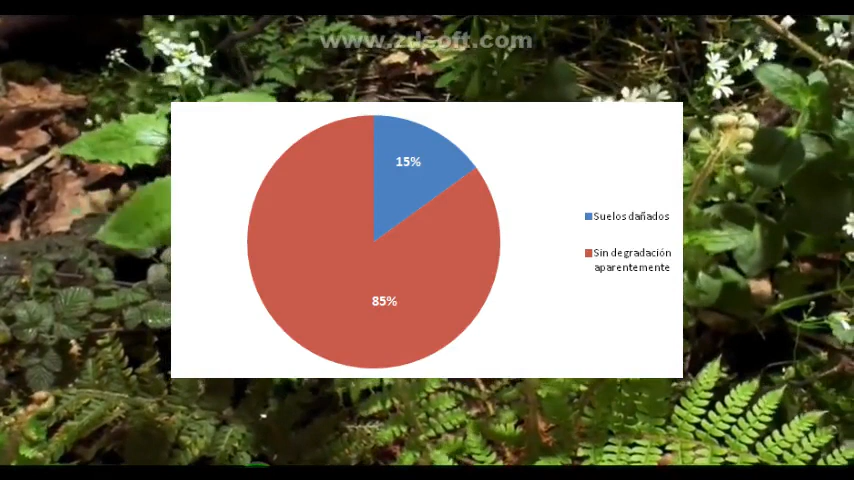 www.zdsoft.com
15%
Suelos dañados
Sin degradación
aparentemente
85%